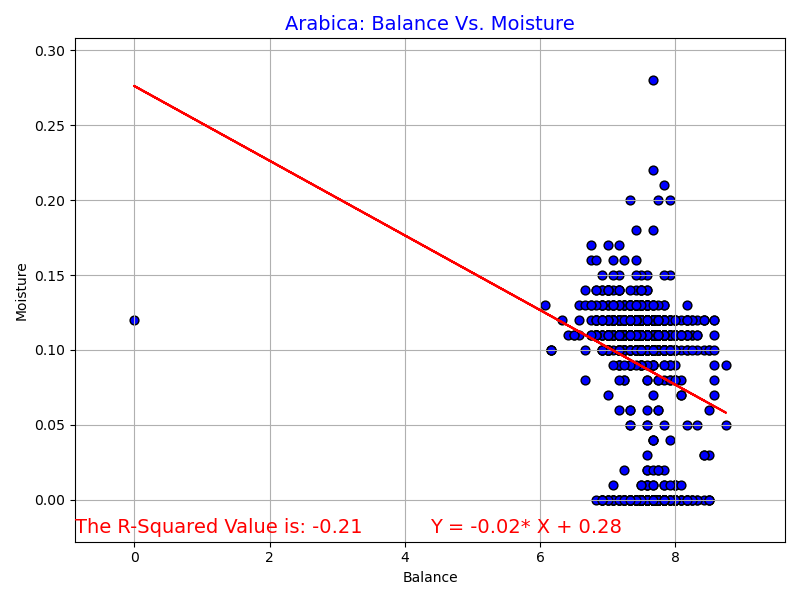 Arabica: Balance Vs. Moisture
0.30
0.25
0.20
0.15
0.10
0.05
0.00
Moisture
The R-Squared Value is: -0.21 Y = -0.02* X + 0.28
0 2 4 6 8
Balance